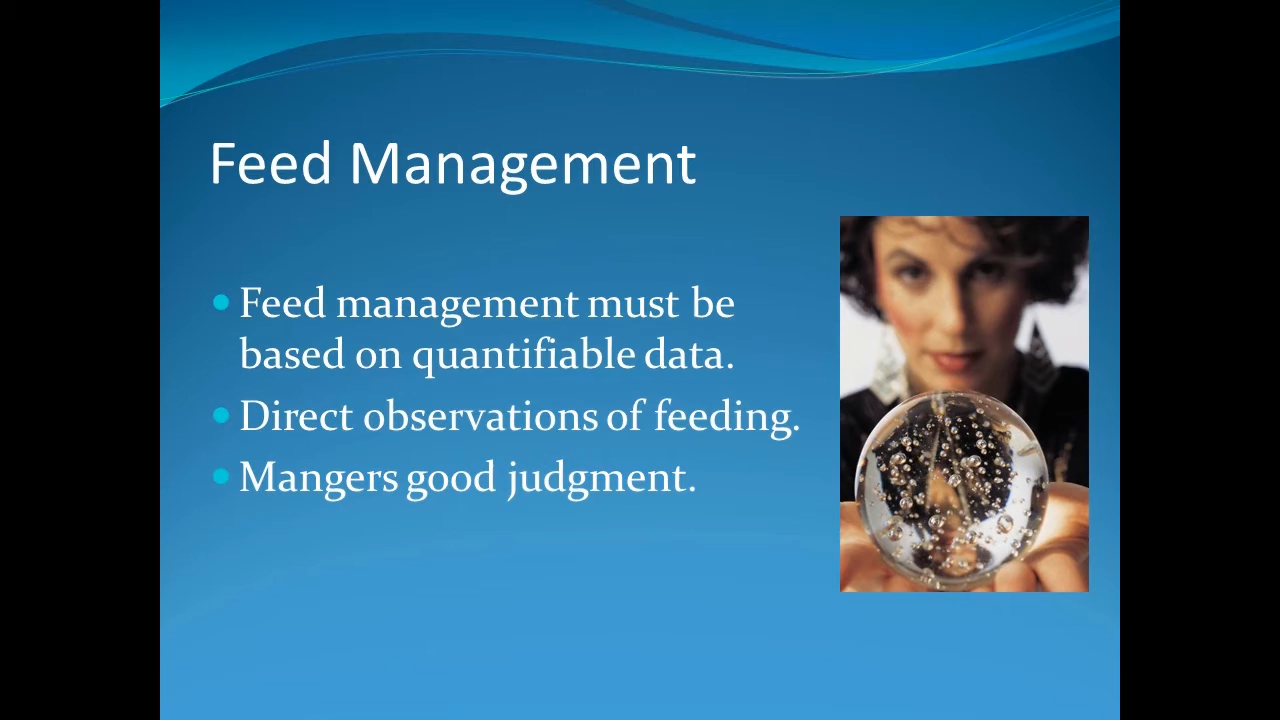 Feed Management
Feed management must be
based on quantifiable data.
Direct observations of feeding.
Mangers good judgment.